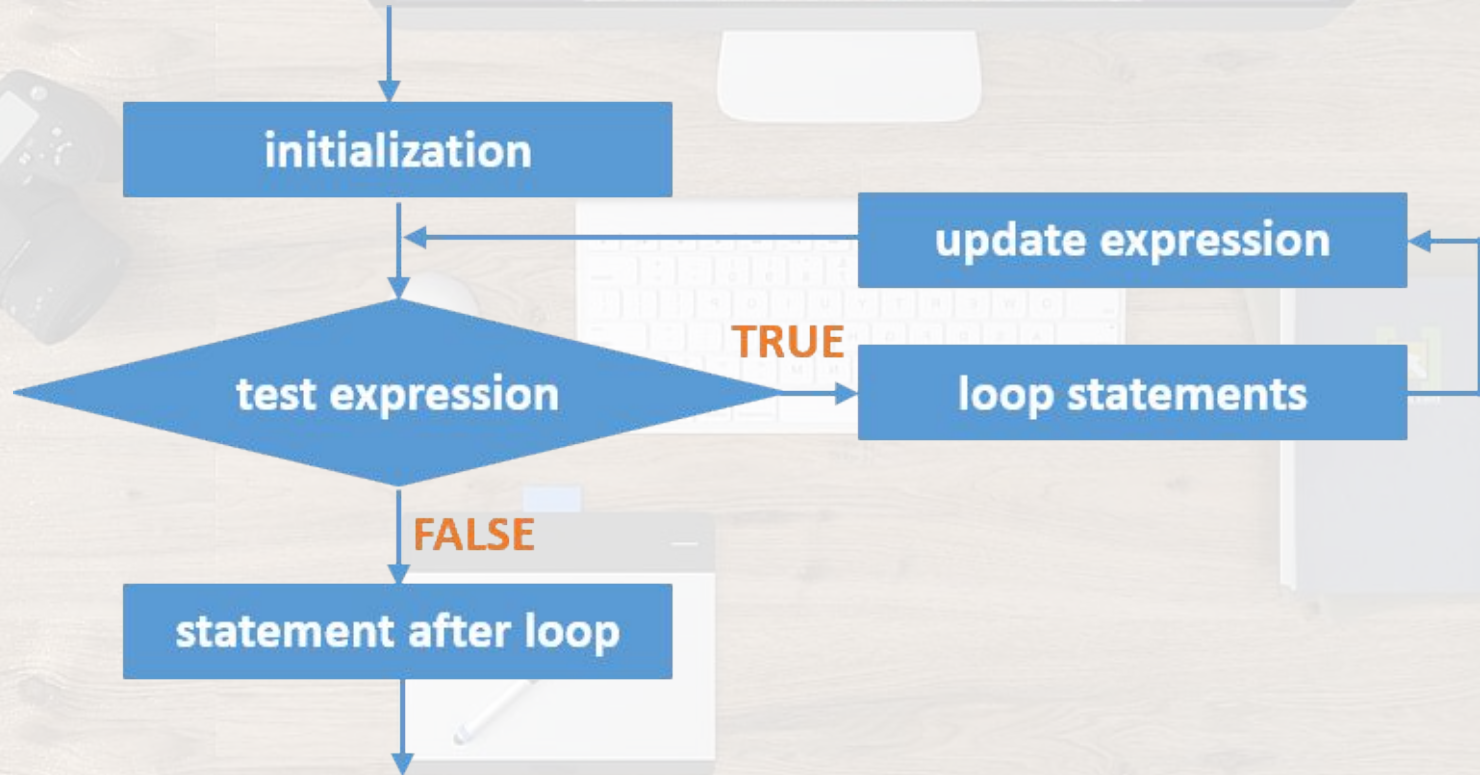 initialization
update expression
TRUE
test expression
loop statements
FALSE
statement after loop